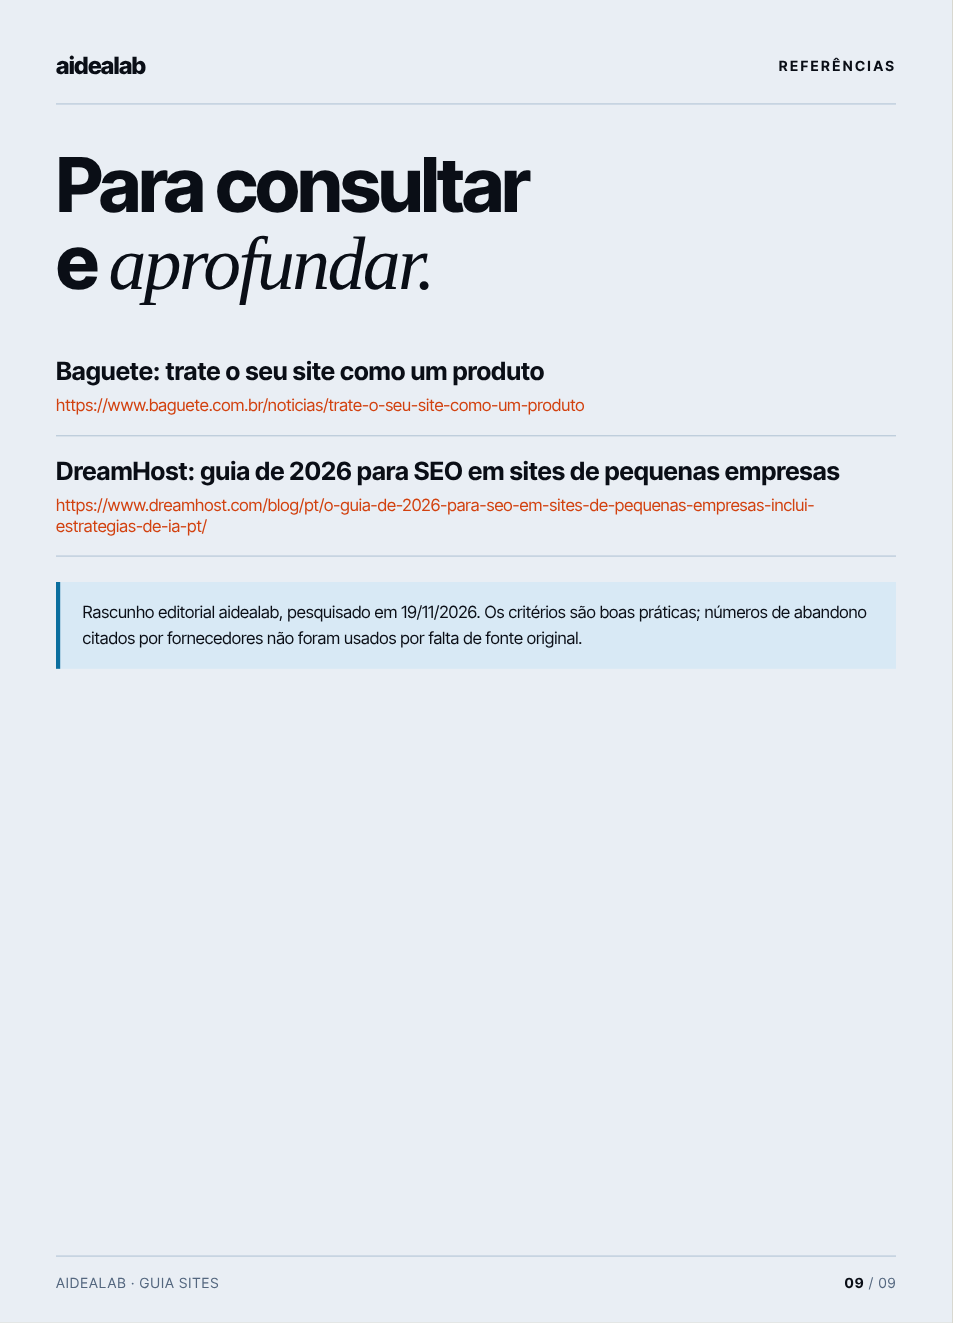 aidealab
REFERÊNCIAS
Para consultar
e aprofundar.
Baguete: trate o seu site como um produto
https://www.baguete.com.br/noticias/trate-o-seu-site-como-um-produto
DreamHost: guia de 2026 para SEO em sites de pequenas empresas
https://www.dreamhost.com/blog/pt/o-guia-de-2026-para-seo-em-sites-de-pequenas-empresas-inclui-
estrategias-de-ia-pt/
Rascunho editorial aidealab, pesquisado em 19/11/2026. Os critérios são boas práticas; números de abandono
citados por fornecedores não foram usados por falta de fonte original.
AIDEALAB · GUIA SITES
09 / 09